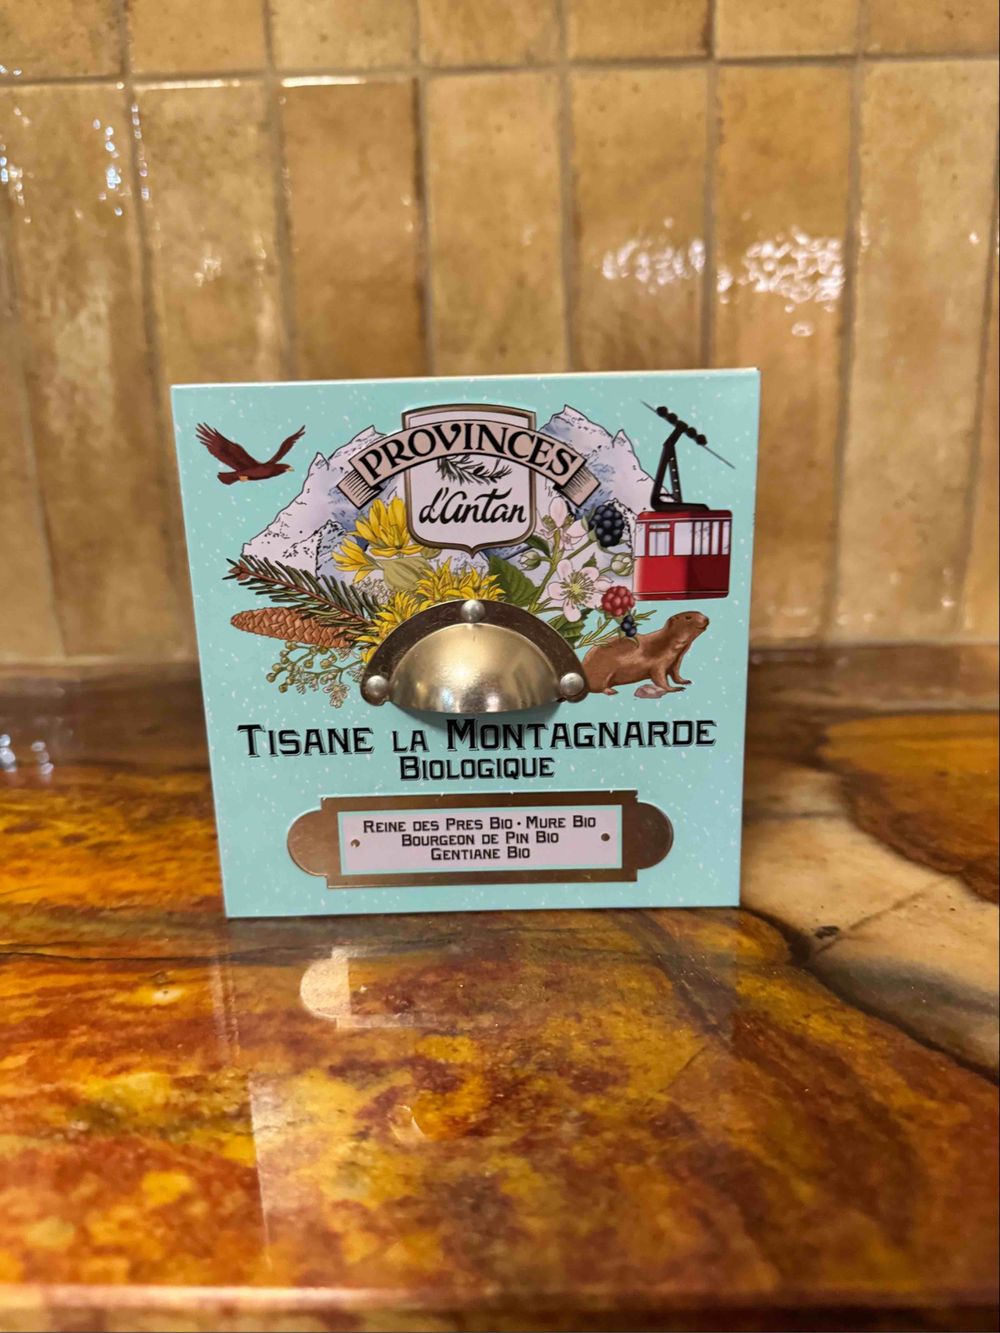 PROVINCES
d'Antan
TISANE LA MONTAGNARDE
BIOLOGIQUE
REINE DES PRES BIO • MURE BIO
BOURGEON DE PIN BIO
GENTIANE BIO